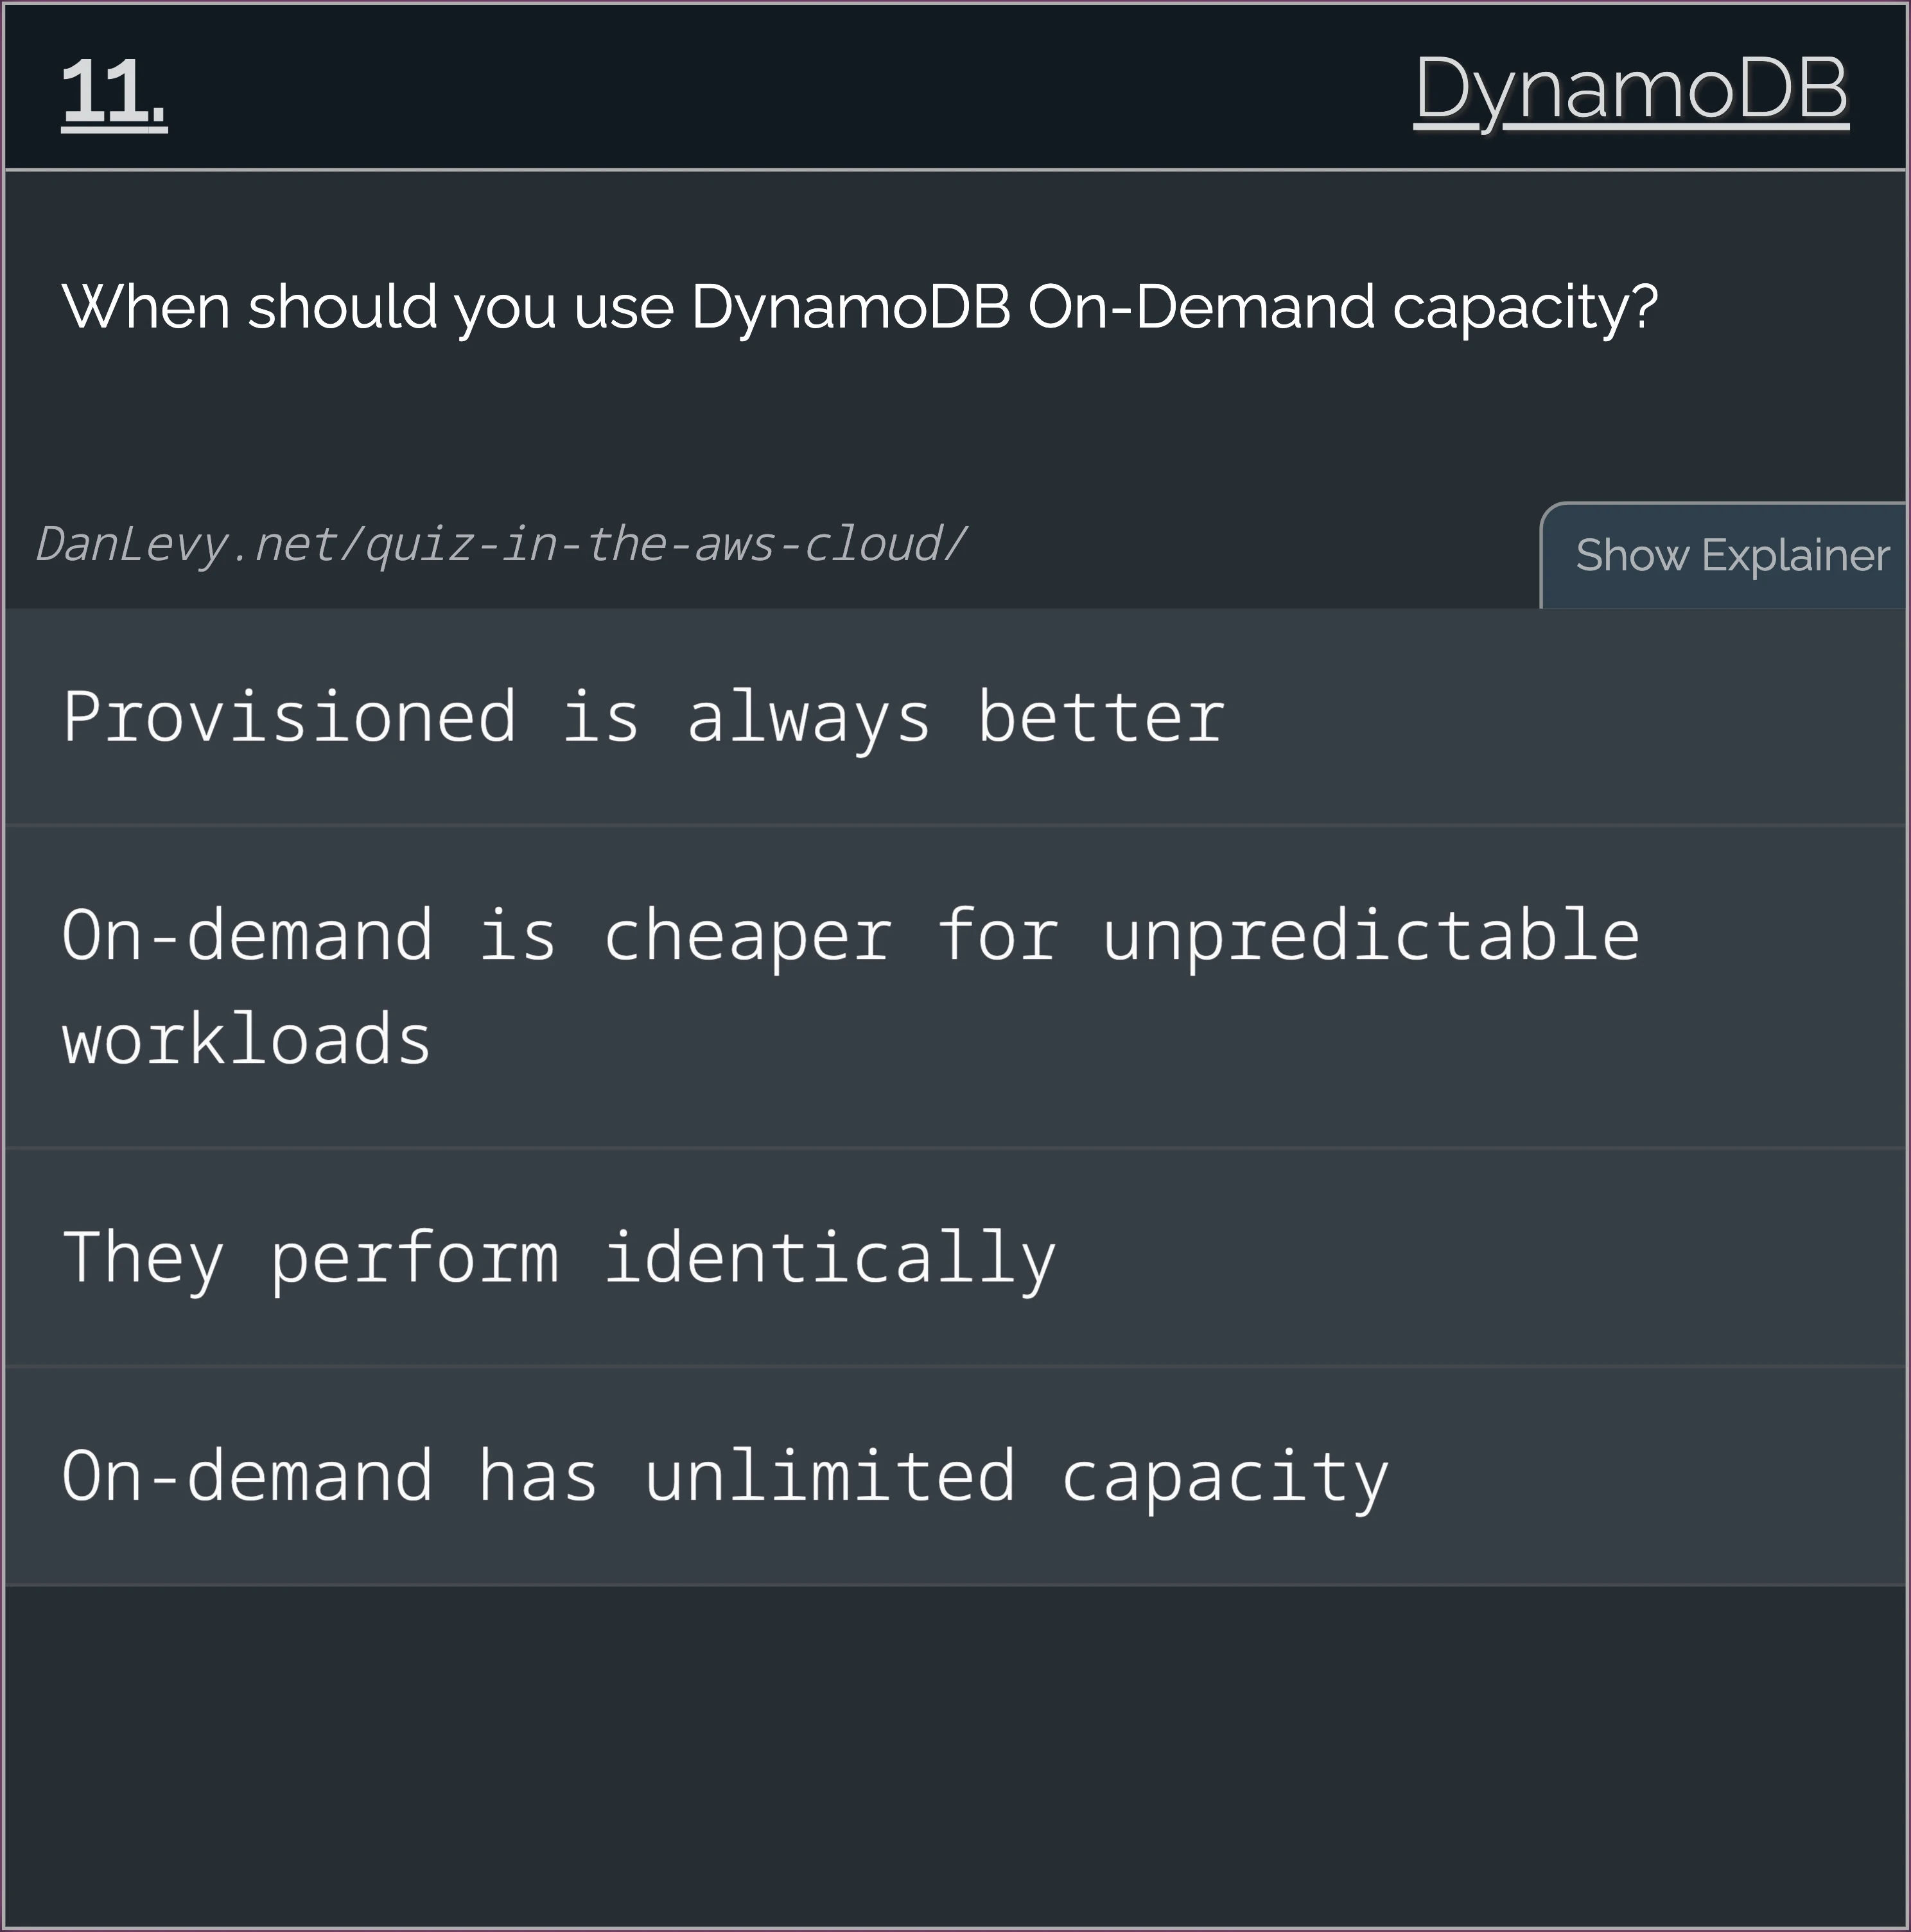 11.
DynamoDB
When should you use DynamoDB On-Demand capacity?
DanLevy.net/quiz-in-the-aws-cloud/
Show Explainer
Provisioned is always better
On-demand is cheaper for unpredictable
workloads
They perform identically
On-demand has unlimited capacity